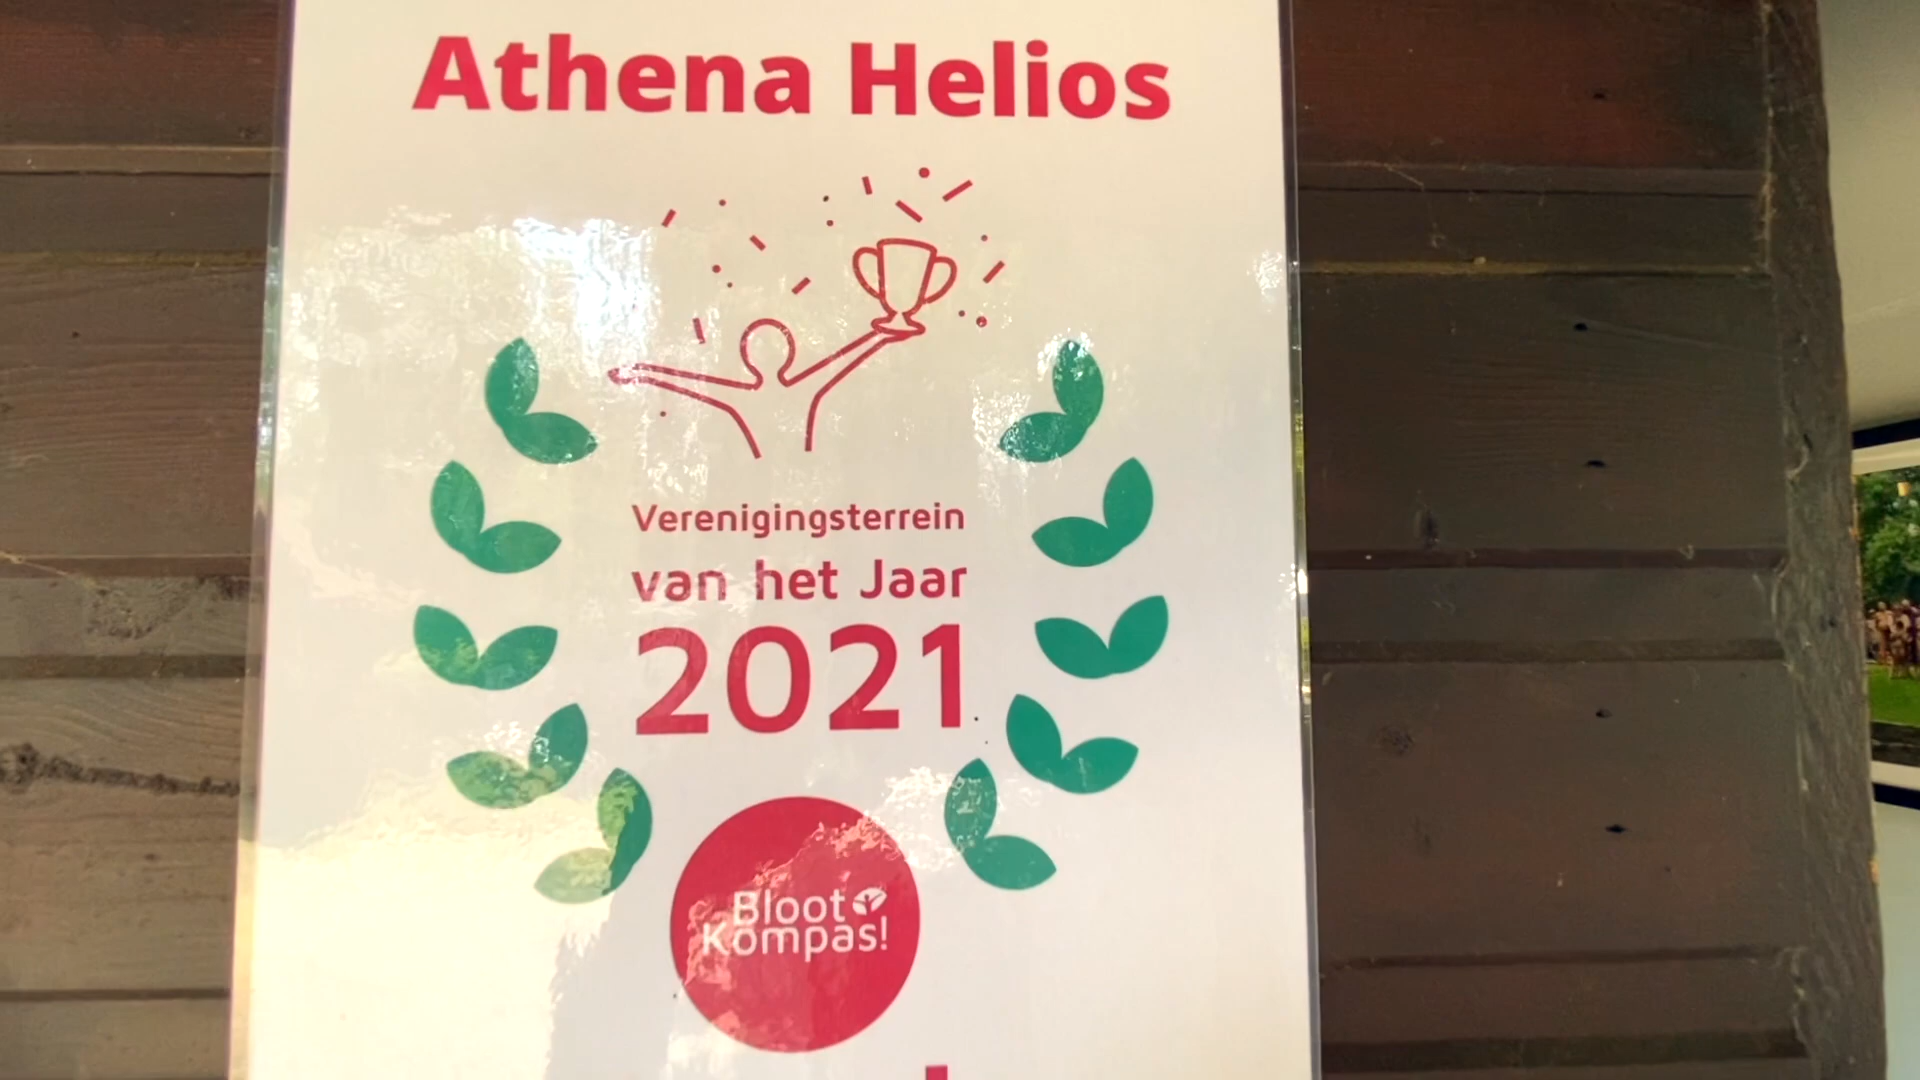 Athena Helios
Verenigingsterrein
van het Jaar
2021
Bloot
Kompas!